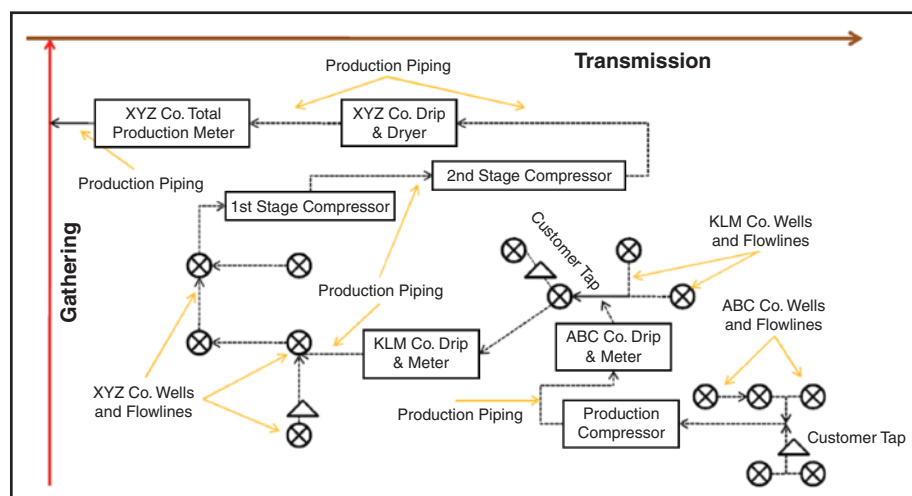 Transmission
Production Piping
XYZ Co. Total
Production Meter
XYZ Co. Drip
& Dryer
Production Piping
2nd Stage Compressor
1st Stage Compressor
Gathering
Customer Tap
KLM Co. Wells
and Flowlines
Production Piping
ABC Co. Wells
and Flowlines
KLM Co. Drip
& Meter
ABC Co. Drip
& Meter
XYZ Co. Wells
and Flowlines
Production Piping
Production
Compressor
Customer Tap